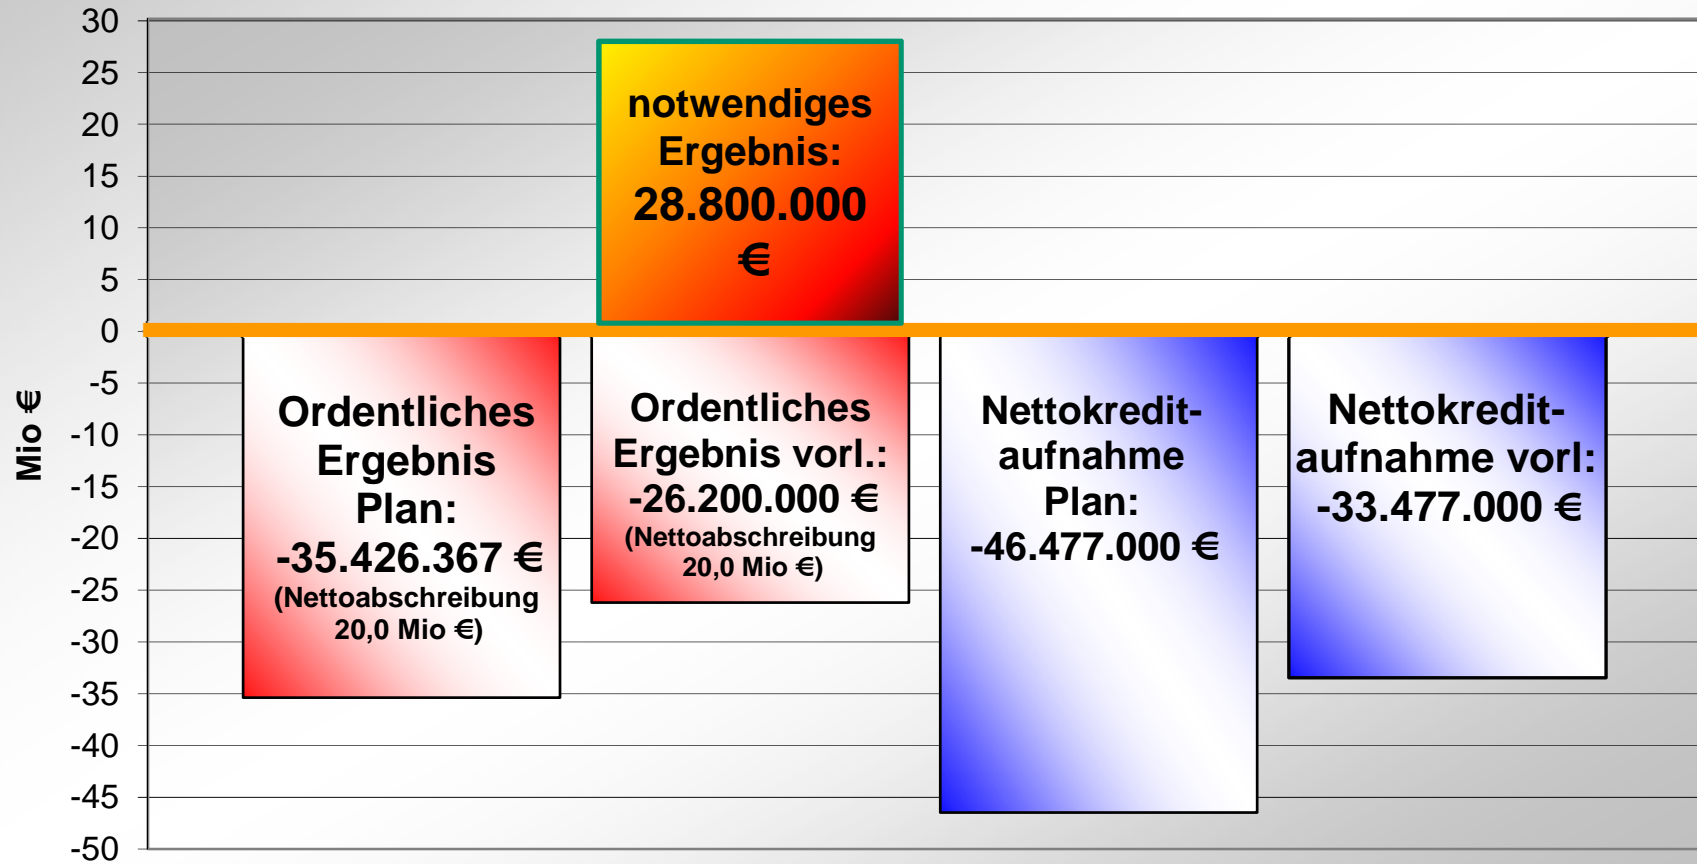 30
25
20
15
10
5
0
-5
-10
-15
-20
-25
-30
-35
-40
-45
-50
Mio €
notwendiges
Ergebnis:
28.800.000
€
Ordentliches
Ergebnis
Plan:
-35.426.367 €
(Nettoabschreibung
20,0 Mio €)
Ordentliches
Ergebnis vorl.:
-26.200.000 €
(Nettoabschreibung
20,0 Mio €)
Nettokredit-
aufnahme
Plan:
-46.477.000 €
Nettokredit-
aufnahme vorl:
-33.477.000 €